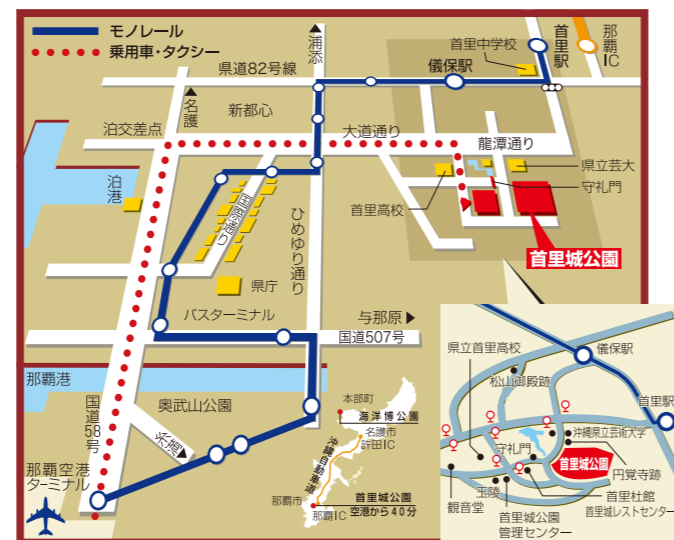 モノレール
乗用車・タクシー
浦添
首里中学校
首里駅
那覇IC
県道82号線
儀保駅
名護
新都心
泊交差点
大道通り
龍潭通り
県立芸大
守礼門
泊港
首里高校
国際通り
ひめゆり通り
首里城公園
県庁
バスターミナル
与那原
国道507号
那覇港
奥武山公園
国道58号
糸満
那覇空港
ターミナル
本部町
海洋博公園
名護市
許田IC
沖縄自動車道
首里城公園
空港から40分
那覇市
那覇IC
県立首里高校
儀保駅
松山御殿跡
首里駅
沖縄県立芸術大学
守礼門
首里城公園
円覚寺跡
玉陵
観音堂
首里城公園
管理センター
首里杜館
首里城レストセンター